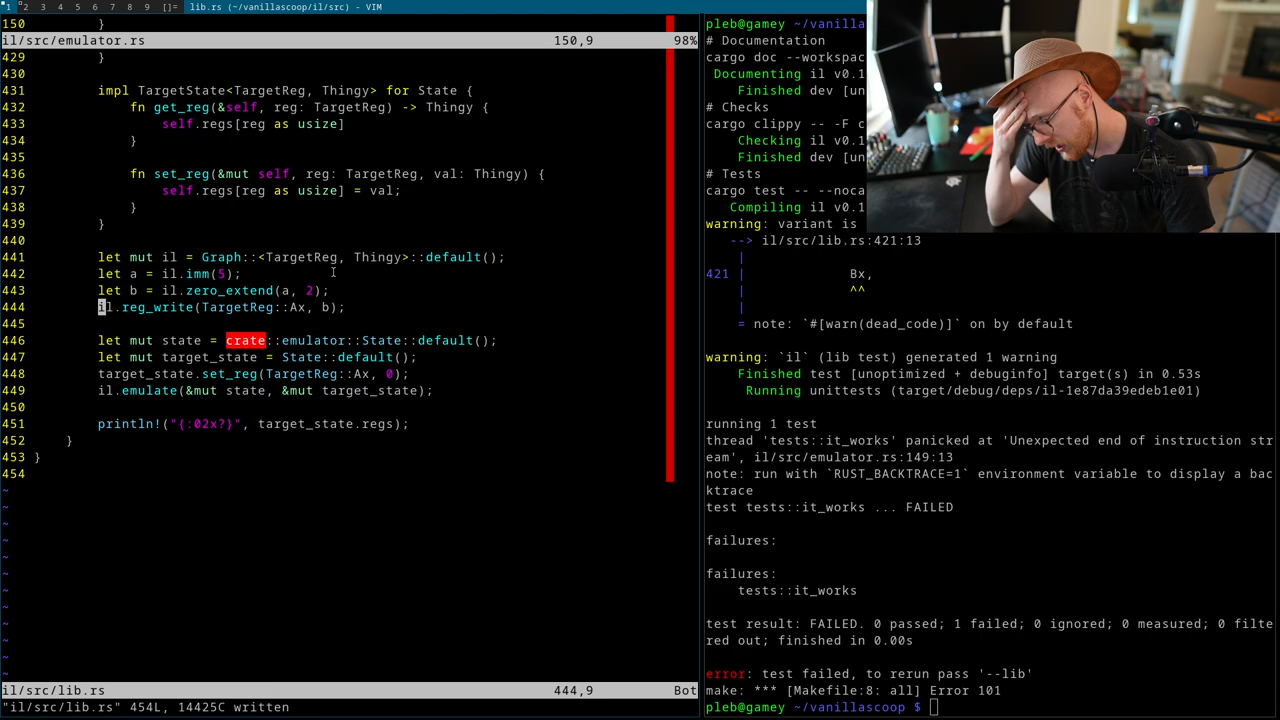 1 2 3 4 5 6 7 8 9 []= lib.rs (~/vanillascoop/il/src) - VIM
150 }
il/src/emulator.rs 150,9 98%
429 }
430
431 impl TargetState<TargetReg, Thingy> for State {
432 fn get_reg(&self, reg: TargetReg) -> Thingy {
433 self.regs[reg as usize]
434 }
435
436 fn set_reg(&mut self, reg: TargetReg, val: Thingy) {
437 self.regs[reg as usize] = val;
438 }
439 }
440
441 let mut il = Graph::<TargetReg, Thingy>::default();
442 let a = il.imm(5);
443 let b = il.zero_extend(a, 2);
444 il.reg_write(TargetReg::Ax, b);
445
446 let mut state = crate::emulator::State::default();
447 let mut target_state = State::default();
448 target_state.set_reg(TargetReg::Ax, 0);
449 il.emulate(&mut state, &mut target_state);
450
451 println!("{:02x?}", target_state.regs);
452 }
453 }
454
~
~
~
~
~
~
~
~
~
~
~
~
il/src/lib.rs 444,9 Bot
"il/src/lib.rs" 454L, 14425C written
pleb@gamey ~/vanilla
# Documentation
cargo doc --workspac
Documenting il v0.1
Finished dev [un
# Checks
cargo clippy -- -F c
Checking il v0.1
Finished dev [un
# Tests
cargo test -- --noca
Compiling il v0.1
warning: variant is
--> il/src/lib.rs:421:13
|
421 | Bx,
| ^^
|
= note: `#[warn(dead_code)]` on by default
warning: `il` (lib test) generated 1 warning
Finished test [unoptimized + debuginfo] target(s) in 0.53s
Running unittests (target/debug/deps/il-1e87da39edeb1e01)
running 1 test
thread 'tests::it_works' panicked at 'Unexpected end of instruction str
eam', il/src/emulator.rs:149:13
note: run with `RUST_BACKTRACE=1` environment variable to display a bac
ktrace
test tests::it_works ... FAILED
failures:
failures:
tests::it_works
test result: FAILED. 0 passed; 1 failed; 0 ignored; 0 measured; 0 filte
red out; finished in 0.00s
error: test failed, to rerun pass '--lib'
make: *** [Makefile:8: all] Error 101
pleb@gamey ~/vanillascoop $